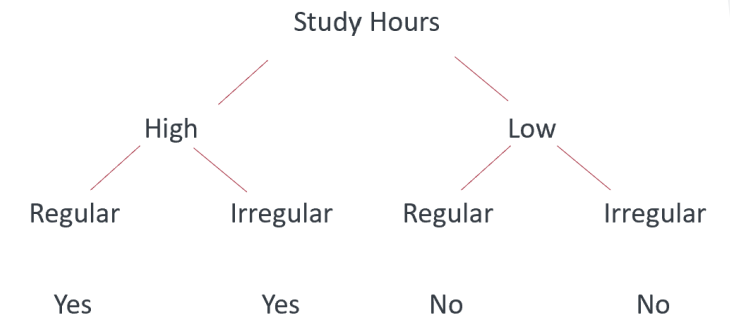 Study Hours
High Low
Regular Irregular Regular Irregular
Yes Yes No No